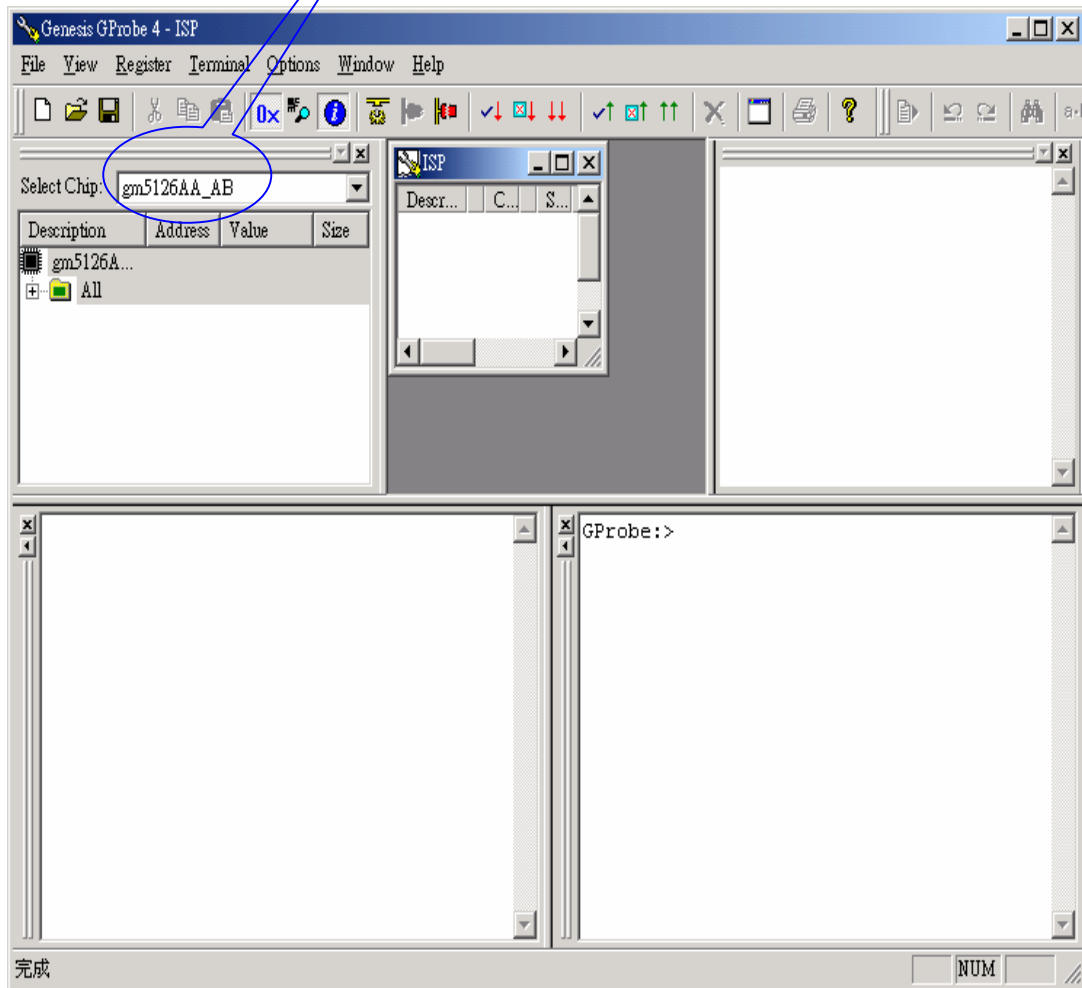 Genesis GProbe 4 - ISP
File View Register Terminal Options Window Help
0x
Select Chip: gm5126AA_AB
Description Address Value Size
gm5126A...
All
ISP
Descr... C... S...
GProbe:>
完成
NUM